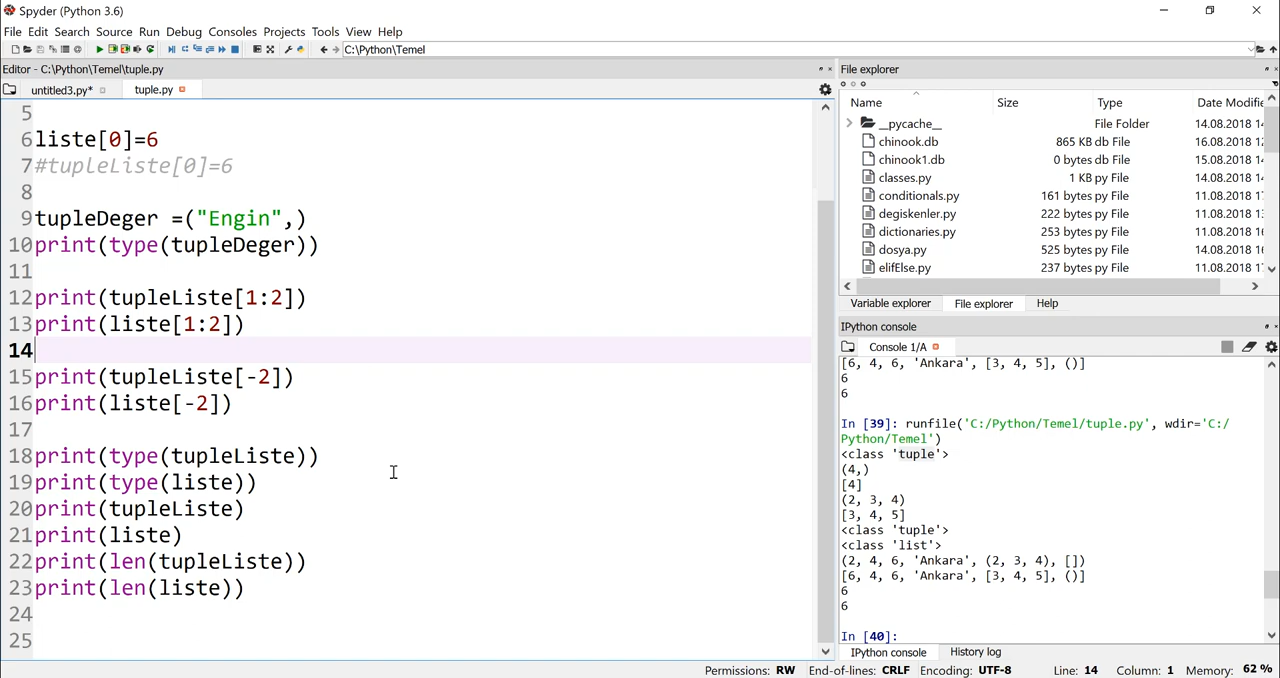 Spyder (Python 3.6)
File Edit Search Source Run Debug Consoles Projects Tools View Help
C:\Python\Temel
Editor - C:\Python\Temel\tuple.py
untitled3.py*
tuple.py
5
6 liste[0]=6
7 #tupleListe[0]=6
8
9 tupleDeger =("Engin",)
10 print(type(tupleDeger))
11
12 print(tupleListe[1:2])
13 print(liste[1:2])
14
15 print(tupleListe[-2])
16 print(liste[-2])
17
18 print(type(tupleListe))
19 print(type(liste))
20 print(tupleListe)
21 print(liste)
22 print(len(tupleListe))
23 print(len(liste))
24
25
File explorer
Name Size Type Date Modifie
__pycache__ File Folder 14.08.2018 14
chinook.db 865 KB db File 16.08.2018 12
chinook1.db 0 bytes db File 15.08.2018 14
classes.py 1 KB py File 14.08.2018 14
conditionals.py 161 bytes py File 11.08.2018 17
degiskenler.py 222 bytes py File 11.08.2018 13
dictionaries.py 253 bytes py File 11.08.2018
dosya.py 525 bytes py File 14.08.2018 16
elifElse.py 237 bytes py File 11.08.2018
Variable explorer File explorer Help
IPython console
Console 1/A
[6, 4, 6, 'Ankara', [3, 4, 5], ()]
6
6
In [39]: runfile('C:/Python/Temel/tuple.py', wdir='C:/
Python/Temel')
<class 'tuple'>
(4,)
[4]
(2, 3, 4)
[3, 4, 5]
<class 'tuple'>
<class 'list'>
(2, 4, 6, 'Ankara', (2, 3, 4), [])
[6, 4, 6, 'Ankara', [3, 4, 5], ()]
6
6
In [40]:
IPython console History log
Permissions: RW End-of-lines: CRLF Encoding: UTF-8 Line: 14 Column: 1 Memory: 62 %